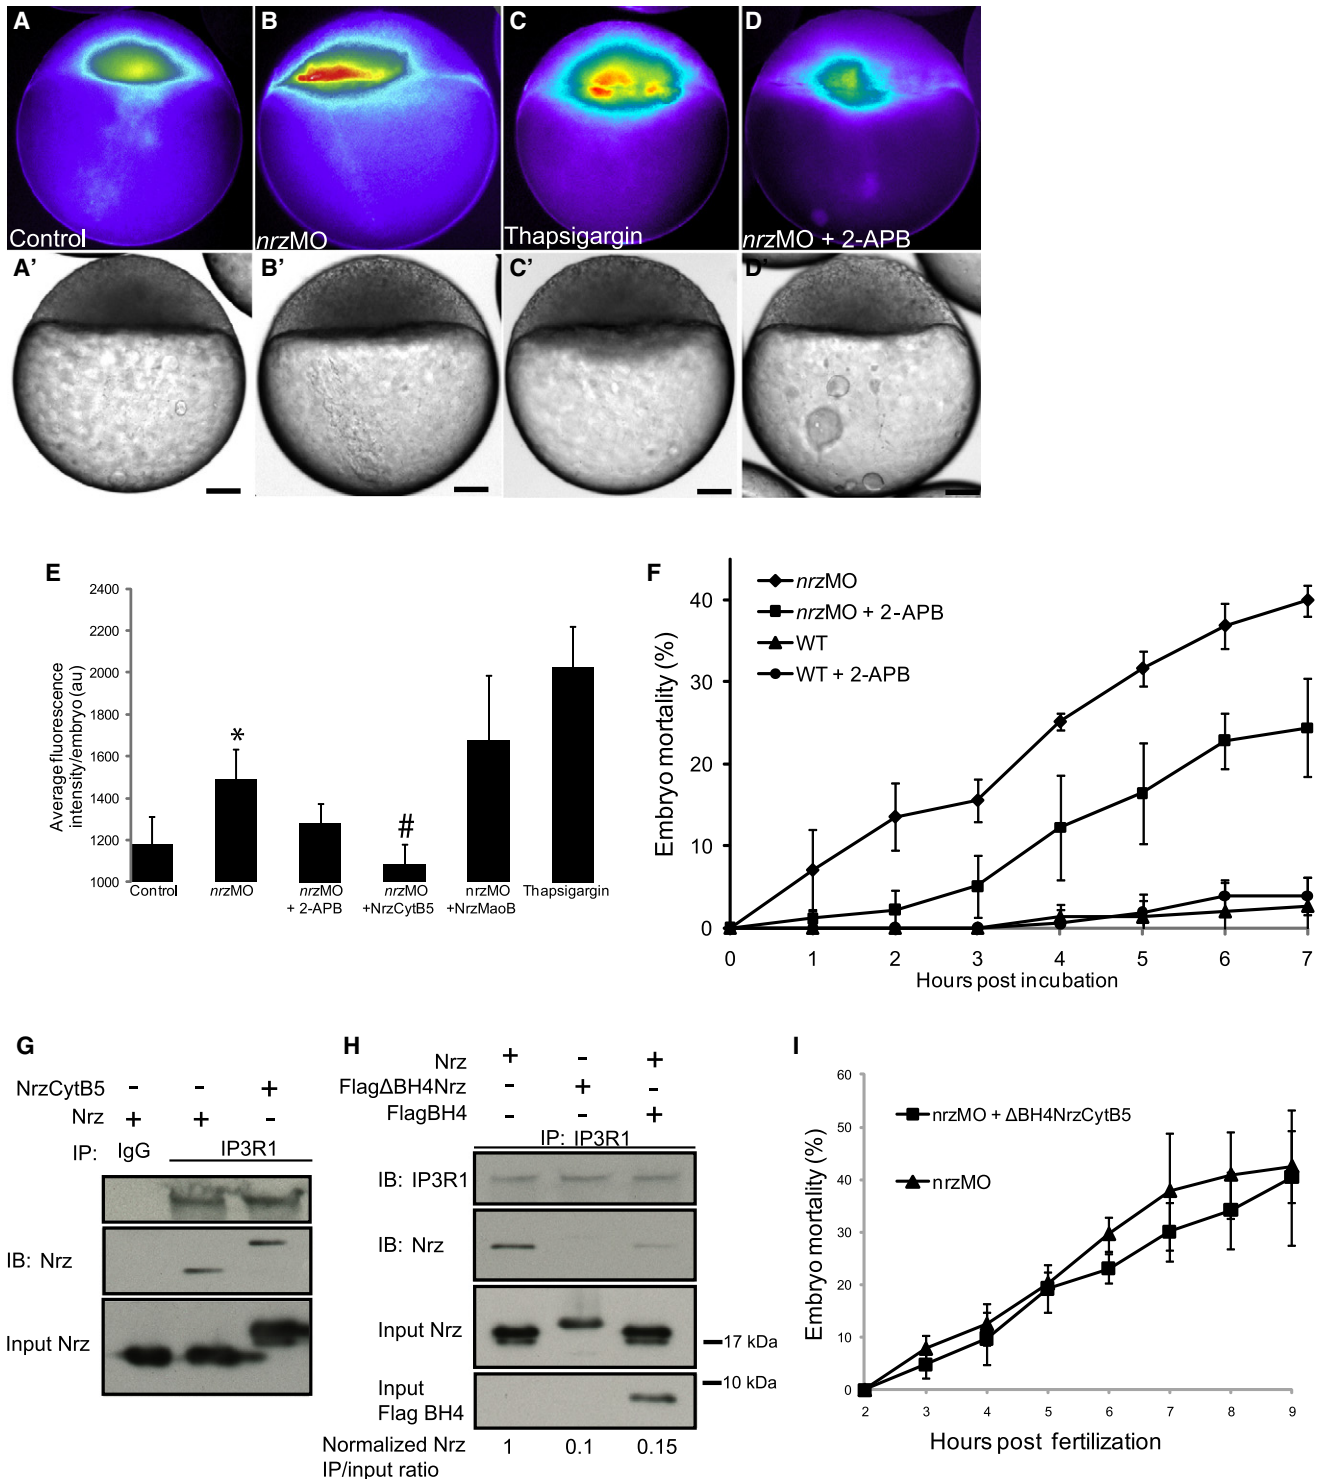 A
B
C
D
Control
nrzMO
Thapsigargin
nrzMO + 2-APB
A'
B'
C'
D'
E
Average fluorescence
intensity/embryo (au)
2400
2200
2000
1800
1600
1400
1200
1000
*
#
Control
nrzMO
nrzMO
+ 2-APB
nrzMO
+NrzCytB5
nrzMO
+NrzMaoB
Thapsigargin
F
nrzMO
nrzMO + 2-APB
WT
WT + 2-APB
Embryo mortality (%)
40
30
20
10
0
0 1 2 3 4 5 6 7
Hours post incubation
G
NrzCytB5 - - +
Nrz + + -
IP: IgG IP3R1
IB: Nrz
Input Nrz
H
Nrz + - +
FlagΔBH4Nrz - + -
FlagBH4 - - +
IP: IP3R1
IB: IP3R1
IB: Nrz
Input Nrz
17 kDa
10 kDa
Input
Flag BH4
Normalized Nrz
IP/input ratio
1 0.1 0.15
I
nrzMO + ΔBH4NrzCytB5
nrzMO
Embryo mortality (%)
60
50
40
30
20
10
0
2 3 4 5 6 7 8 9
Hours post fertilization